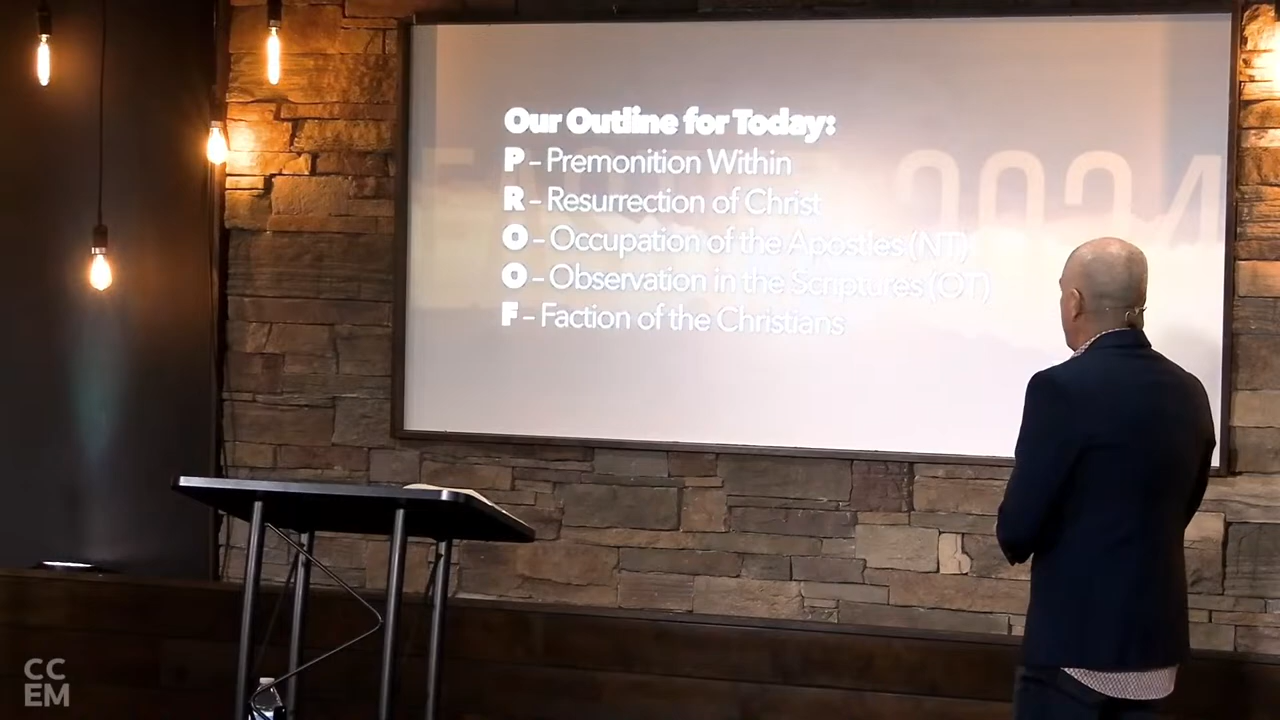 Our Outline for Today:
P – Premonition Within
R – Resurrection of Christ
O – Occupation of the Apostles (NT)
O – Observation in the Scriptures (OT)
F – Faction of the Christians
2024
CC
EM